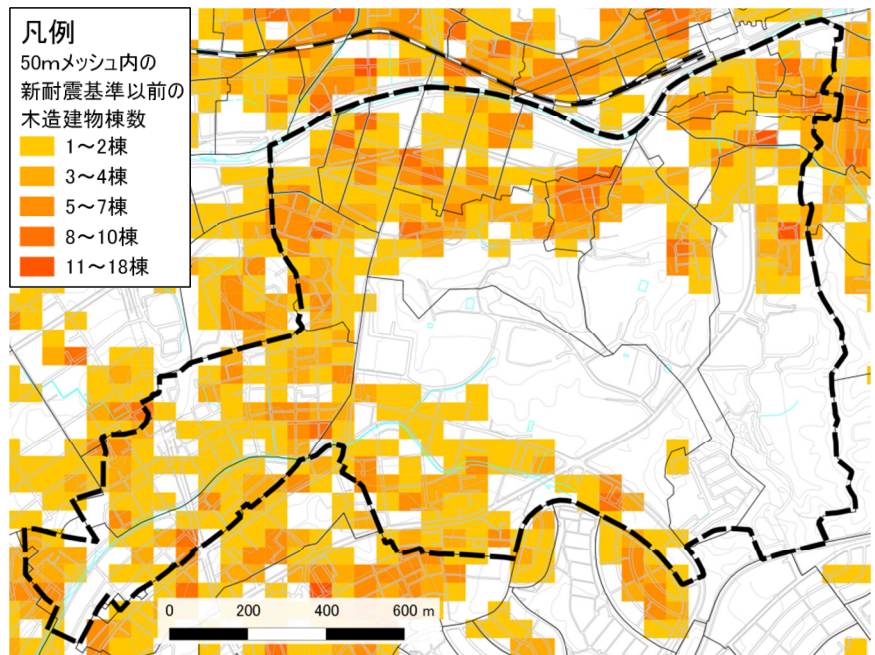 凡例
50mメッシュ内の
新耐震基準以前の
木造建物棟数
1～2棟
3～4棟
5～7棟
8～10棟
11～18棟
0 200 400 600 m